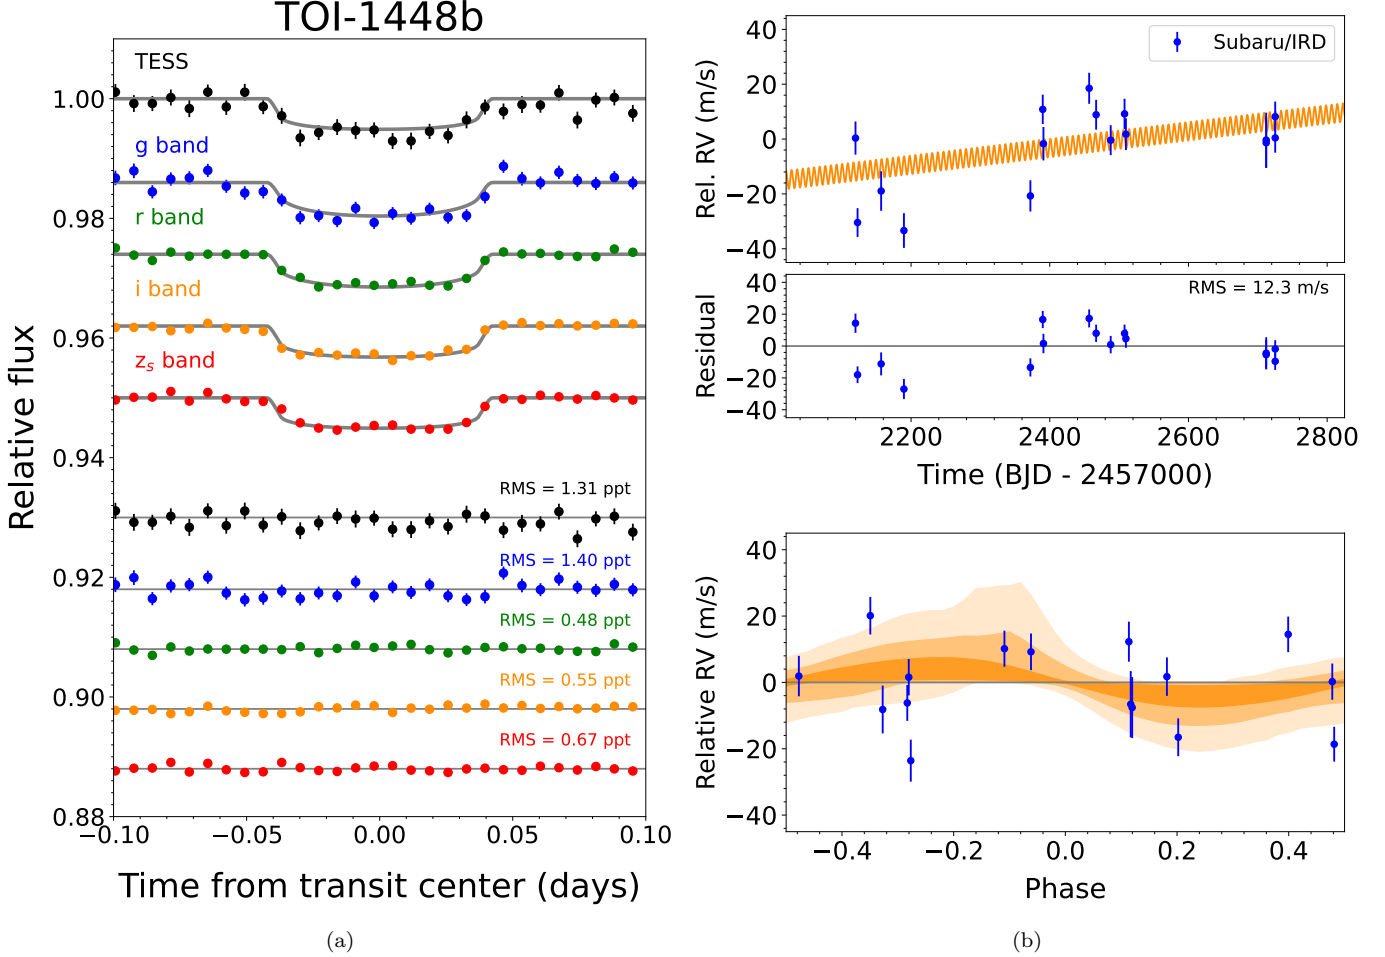 TOI-1448b
TESS
g band
r band
i band
z_s band
RMS = 1.31 ppt
RMS = 1.40 ppt
RMS = 0.48 ppt
RMS = 0.55 ppt
RMS = 0.67 ppt
Relative flux
1.00
0.98
0.96
0.94
0.92
0.90
0.88
−0.10 −0.05 0.00 0.05 0.10
Time from transit center (days)
(a)
Subaru/IRD
Rel. RV (m/s)
40
20
0
−20
−40
RMS = 12.3 m/s
Residual
40
20
0
−20
−40
2200 2400 2600 2800
Time (BJD - 2457000)
Relative RV (m/s)
40
20
0
−20
−40
−0.4 −0.2 0.0 0.2 0.4
Phase
(b)